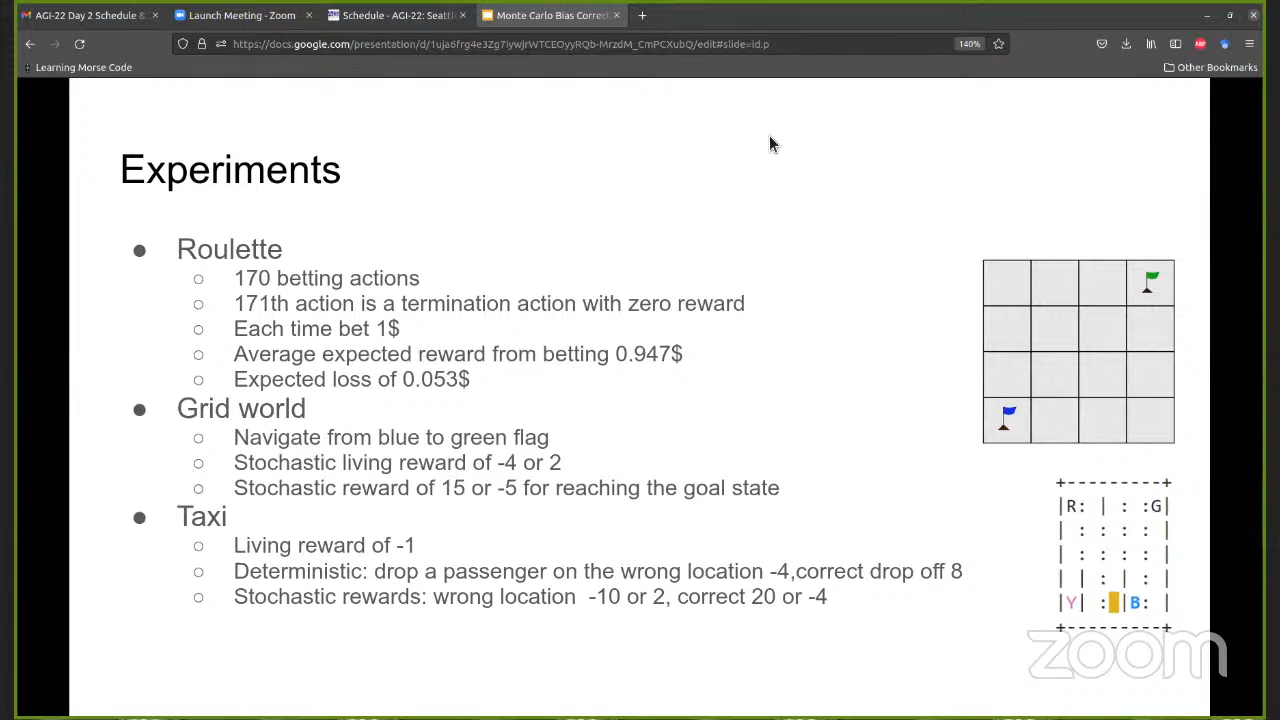 AGI-22 Day 2 Schedule &
Launch Meeting - Zoom
Schedule - AGI-22: Seattl
Monte Carlo Bias Correct
https://docs.google.com/presentation/d/1uja6frg4e3Zg7iywjrWTCEOyyRQb-MrzdM_CmPCXubQ/edit#slide=id.p
140%
ABP
Learning Morse Code
Other Bookmarks
Experiments
● Roulette
○ 170 betting actions
○ 171th action is a termination action with zero reward
○ Each time bet 1$
○ Average expected reward from betting 0.947$
○ Expected loss of 0.053$
● Grid world
○ Navigate from blue to green flag
○ Stochastic living reward of -4 or 2
○ Stochastic reward of 15 or -5 for reaching the goal state
● Taxi
○ Living reward of -1
○ Deterministic: drop a passenger on the wrong location -4,correct drop off 8
○ Stochastic rewards: wrong location  -10 or 2, correct 20 or -4
+---------+
|R: | : :G|
| : : : : |
| : : : : |
| | : | : |
|Y| : |B: |
+---------+
zoom